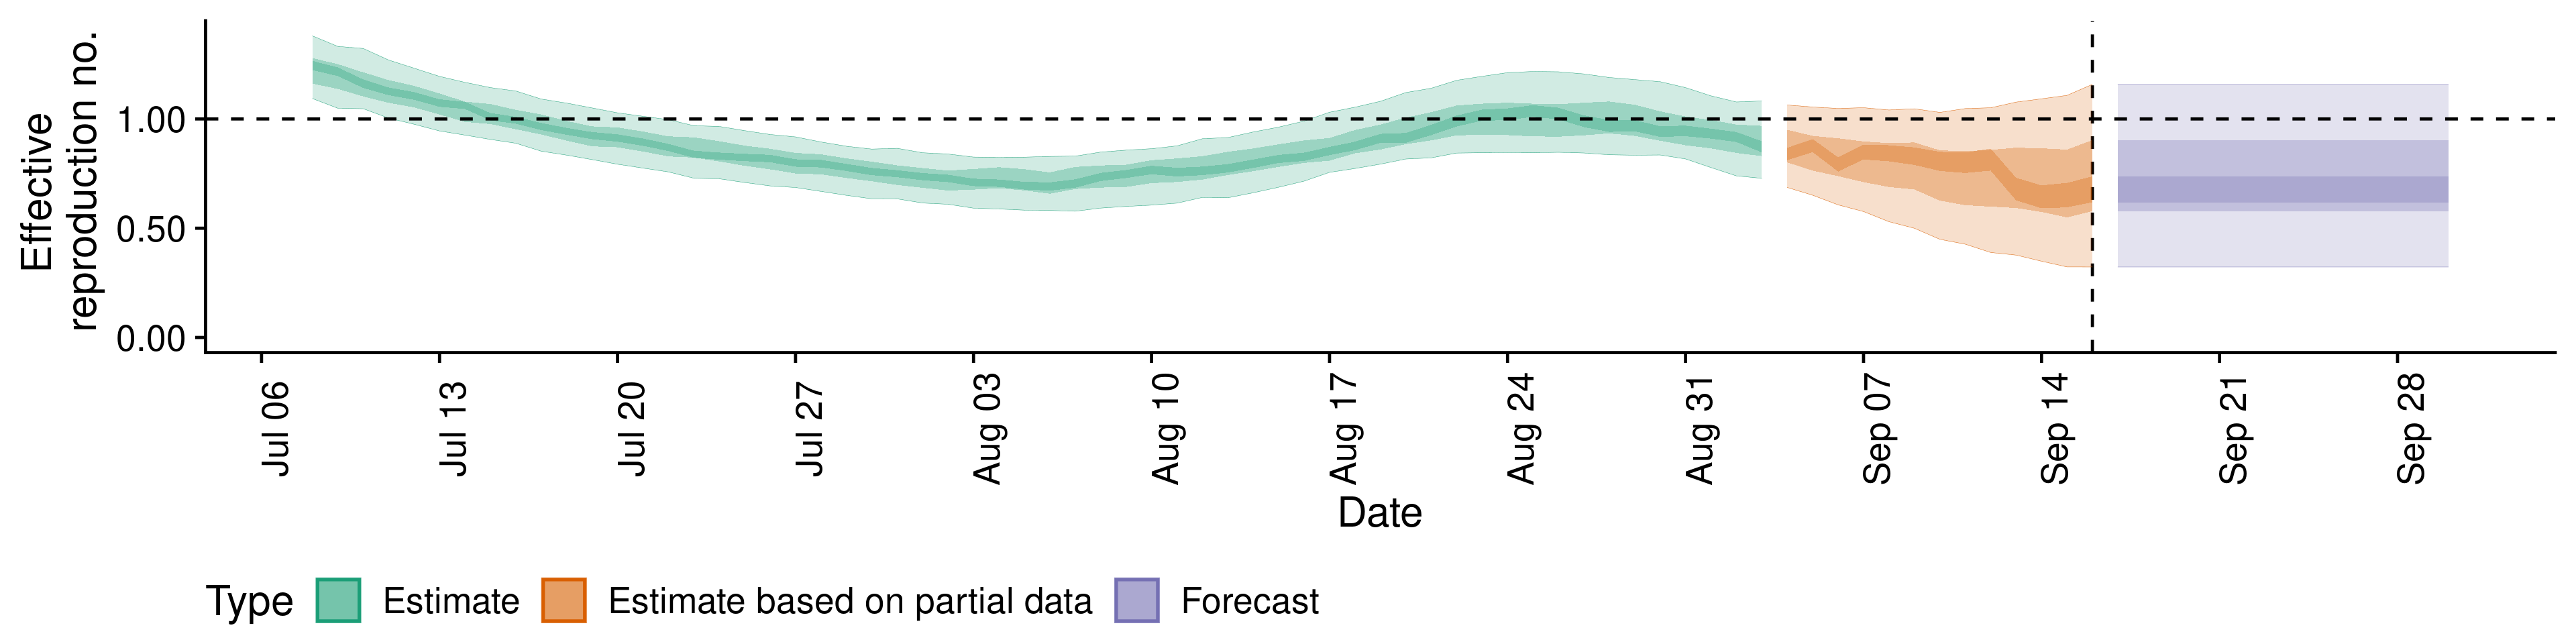 Effective
reproduction no.
1.00
0.50
0.00
Jul 06
Jul 13
Jul 20
Jul 27
Aug 03
Aug 10
Aug 17
Aug 24
Aug 31
Sep 07
Sep 14
Sep 21
Sep 28
Date
Type Estimate Estimate based on partial data Forecast